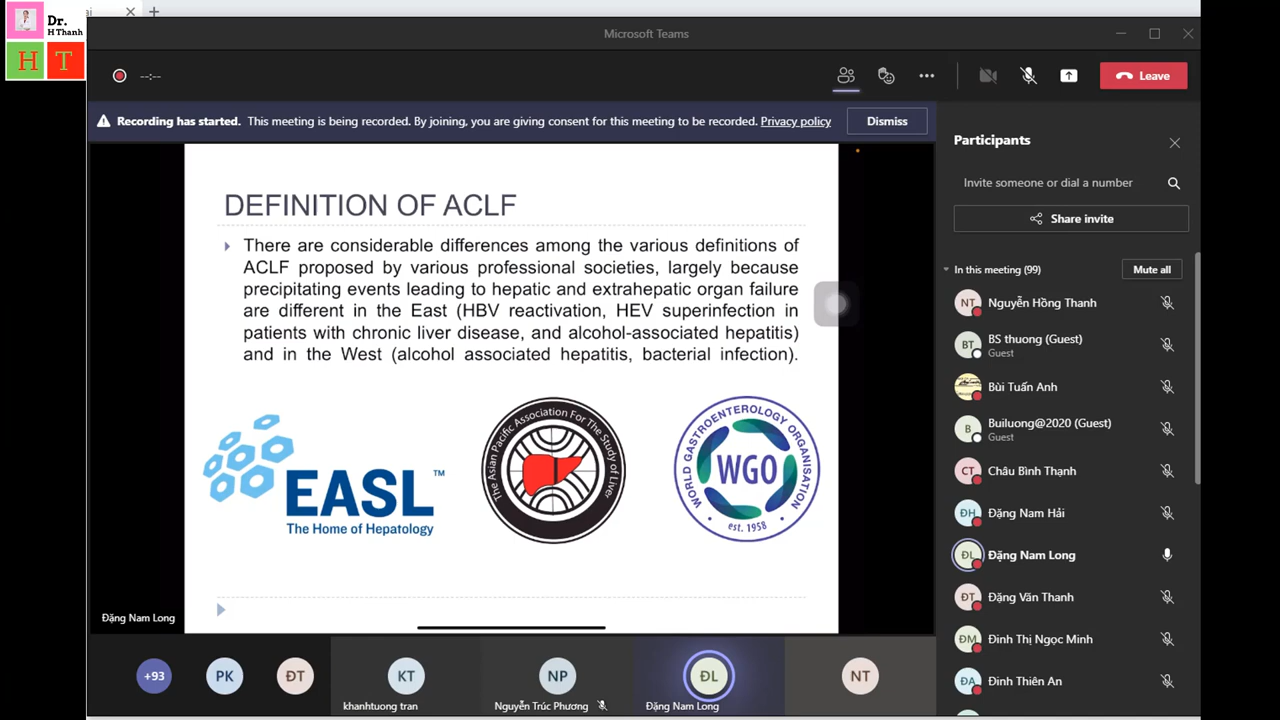 ai
Dr.
H Thanh
H T
Microsoft Teams
--:--
Leave
Recording has started. This meeting is being recorded. By joining, you are giving consent for this meeting to be recorded. Privacy policy
Dismiss
DEFINITION OF ACLF
There are considerable differences among the various definitions of
ACLF proposed by various professional societies, largely because
precipitating events leading to hepatic and extrahepatic organ failure
are different in the East (HBV reactivation, HEV superinfection in
patients with chronic liver disease, and alcohol-associated hepatitis)
and in the West (alcohol associated hepatitis, bacterial infection).
EASL™
The Home of Hepatology
The Asian Pacific Association For The Study of Liver
WORLD GASTROENTEROLOGY ORGANISATION
WGO
est. 1958
Đặng Nam Long
+93
PK
ĐT
KT
khanhtuong tran
NP
Nguyễn Trúc Phương
ĐL
Đặng Nam Long
NT
Participants
Invite someone or dial a number
Share invite
In this meeting (99)
Mute all
NT Nguyễn Hồng Thanh
BT BS thuong (Guest)
Guest
Bùi Tuấn Anh
B Builuong@2020 (Guest)
Guest
CT Châu Bình Thạnh
ĐH Đặng Nam Hải
ĐL Đặng Nam Long
ĐT Đặng Văn Thanh
ĐM Đinh Thị Ngọc Minh
ĐA Đinh Thiên An